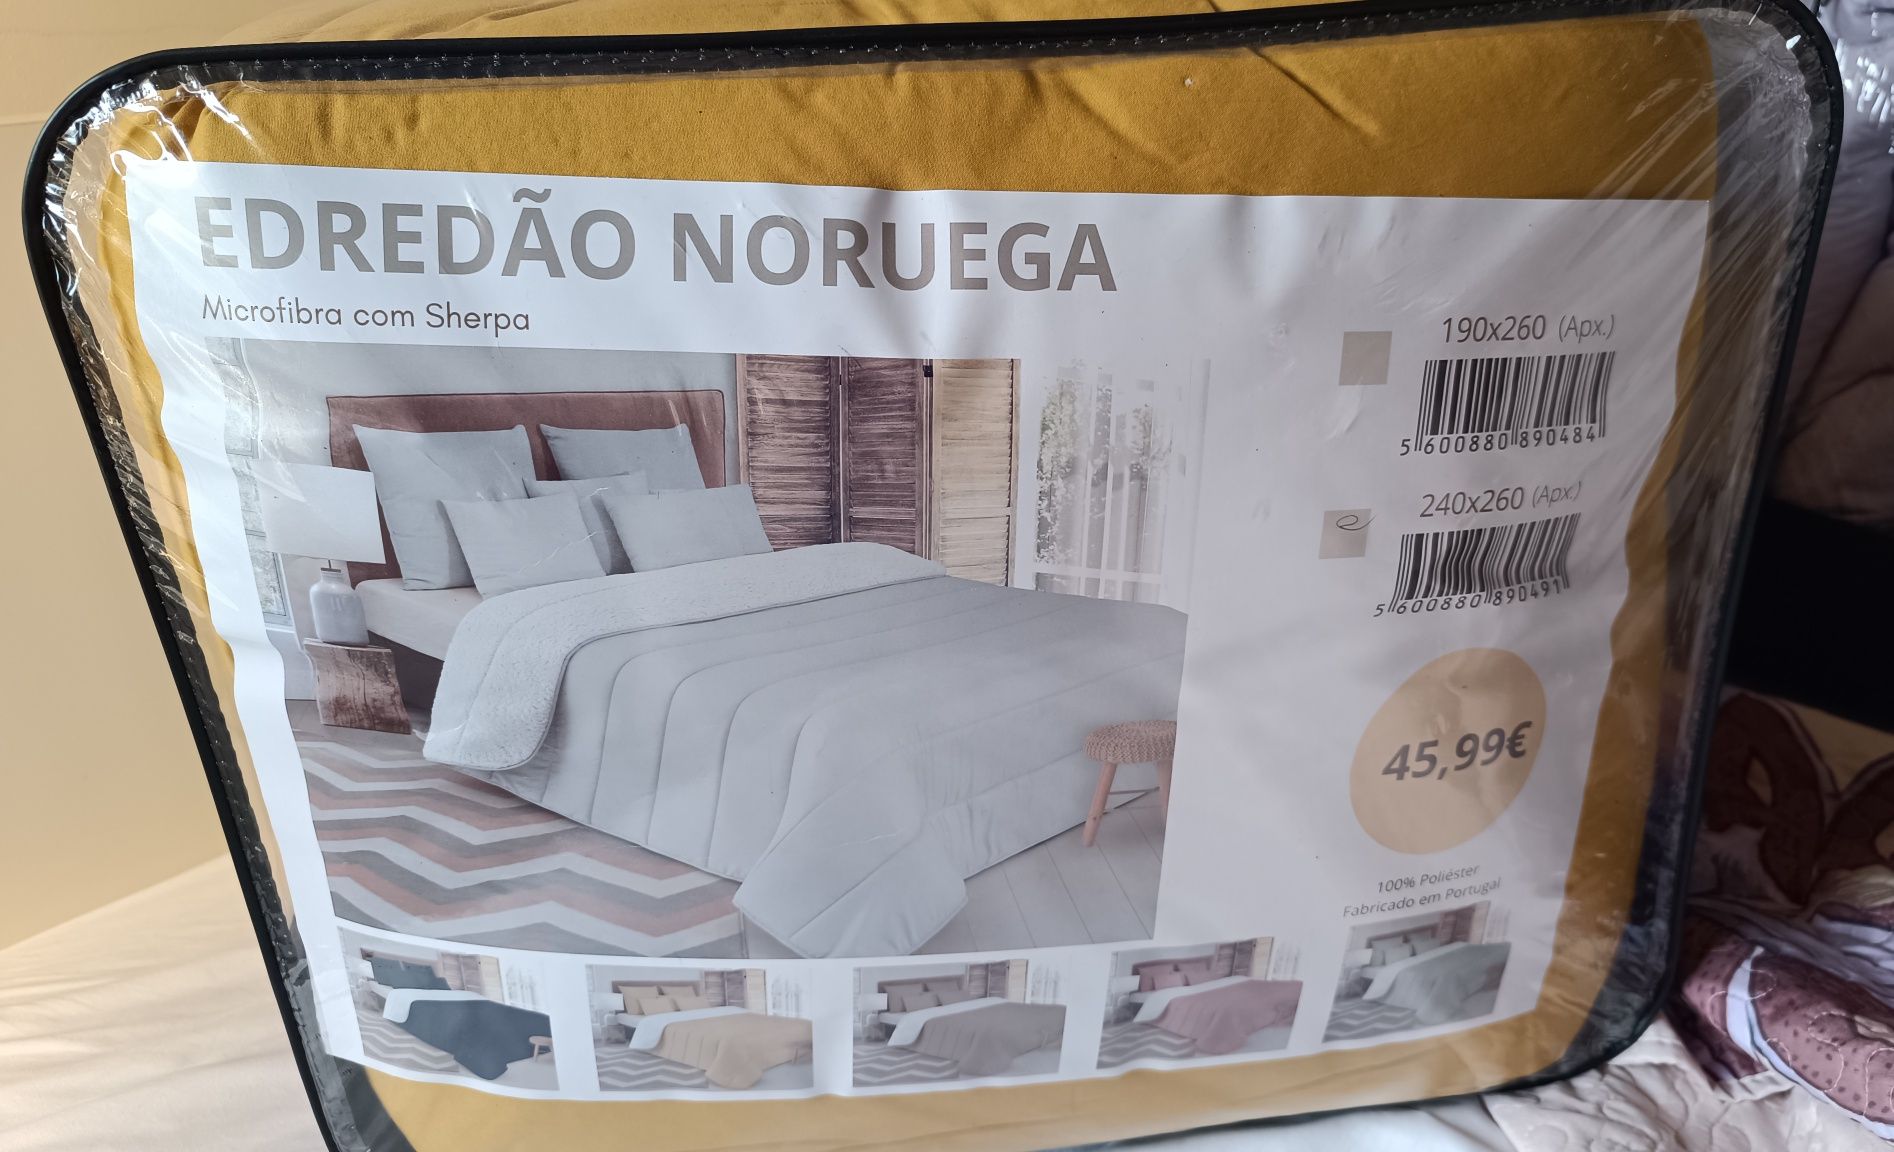 EDREDÃO NORUEGA
Microfibra com Sherpa
190x260 (Apx.)
5 600880 890484
240x260 (Apx.)
5 600880 890491
45,99€
100% Poliéster
Fabricado em Portugal